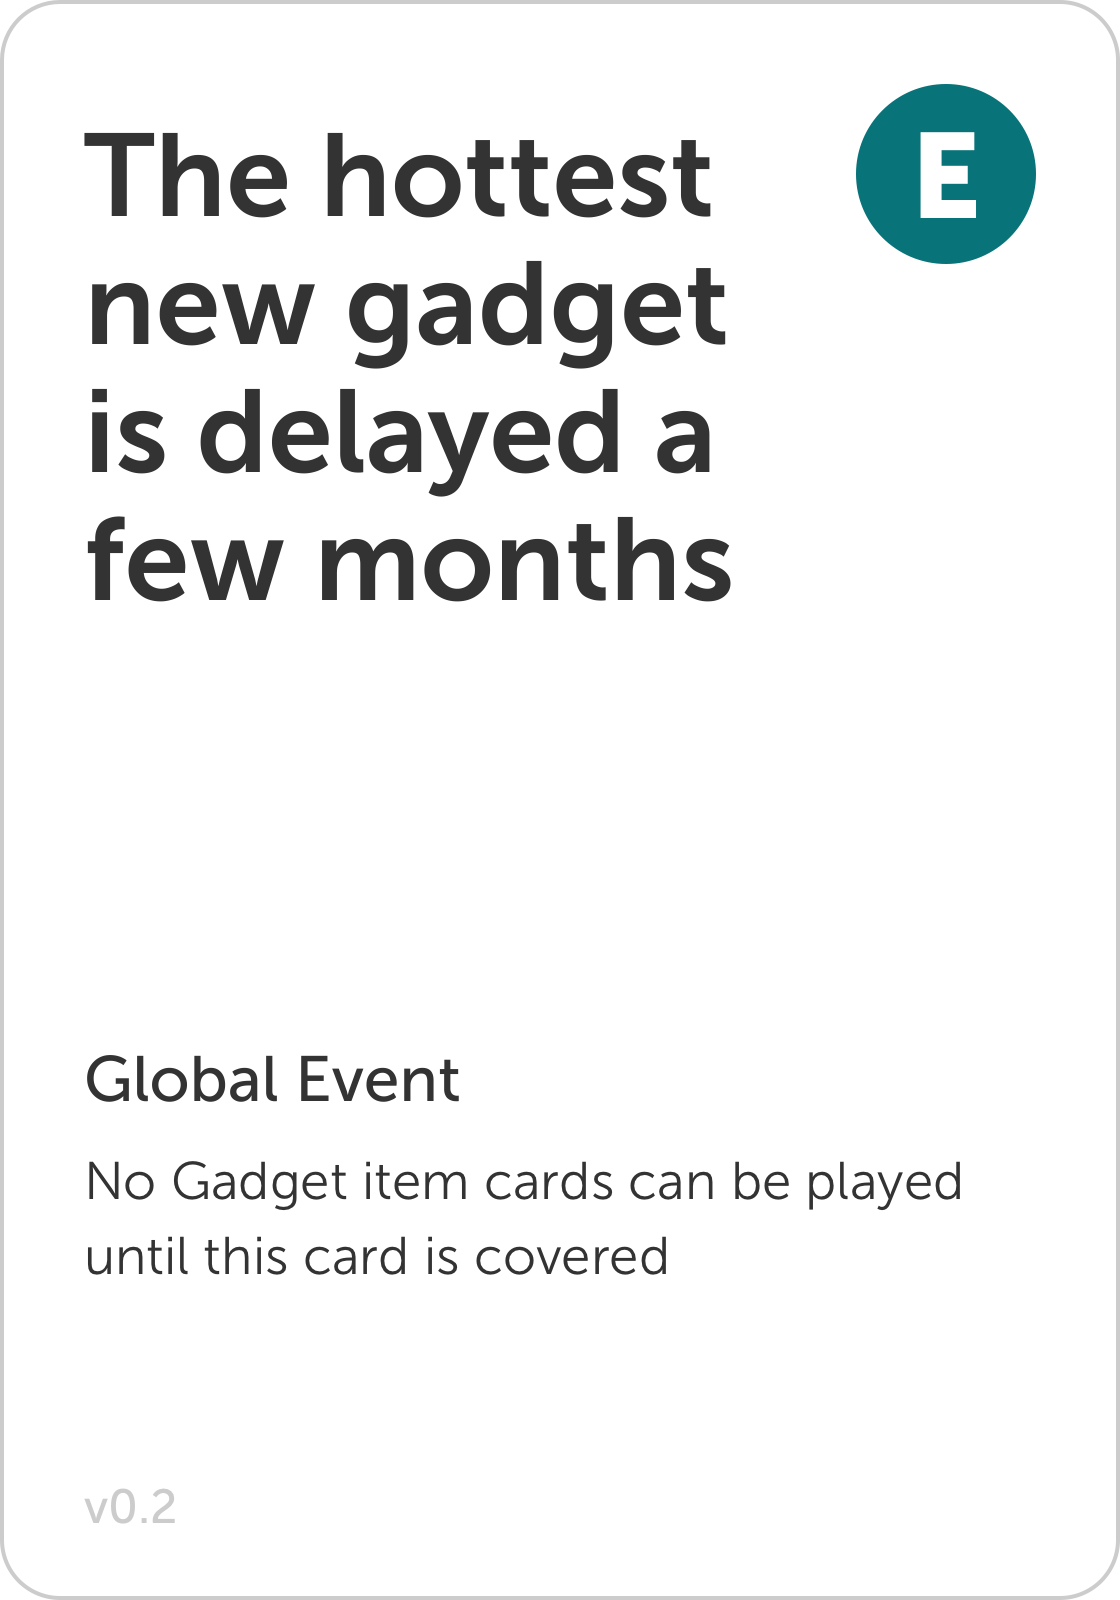 The hottest
new gadget
is delayed a
few months
E
Global Event
No Gadget item cards can be played
until this card is covered
v0.2